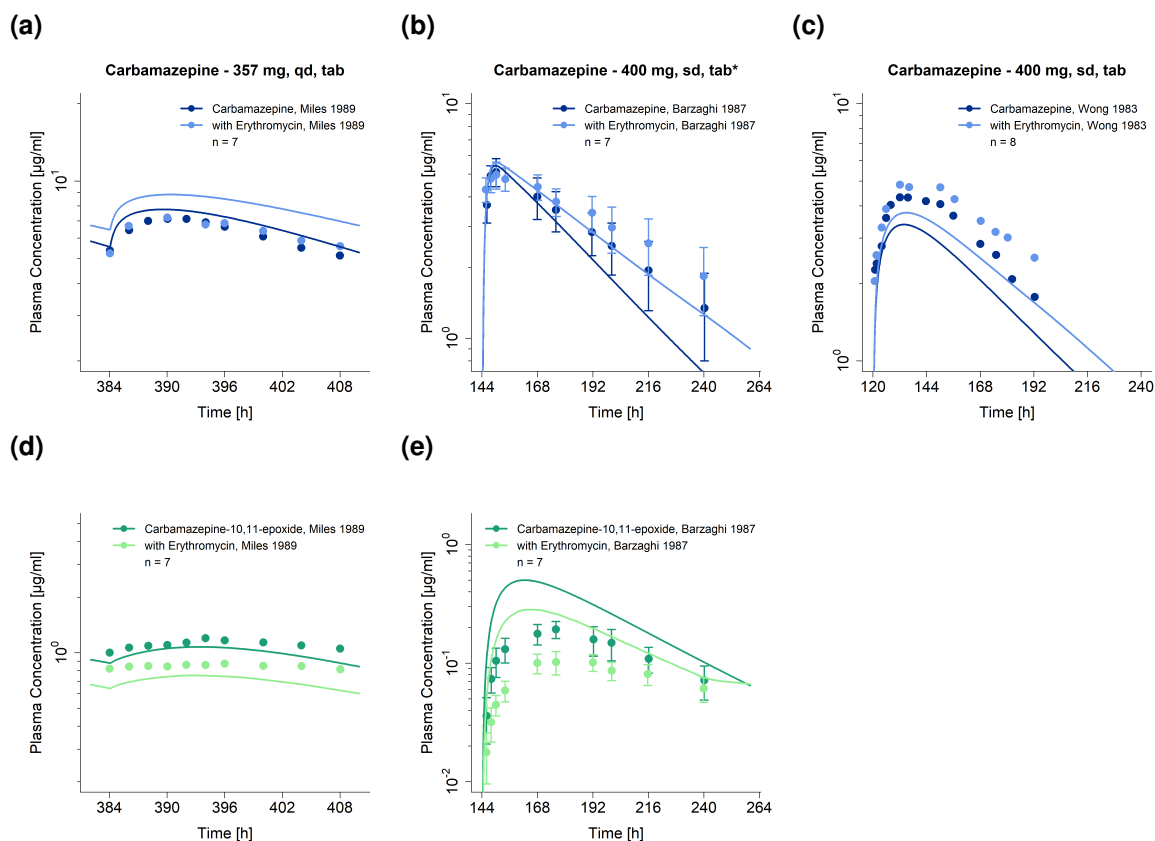 (a)
Carbamazepine - 357 mg, qd, tab
Carbamazepine, Miles 1989
with Erythromycin, Miles 1989
n = 7
Plasma Concentration [µg/ml]
10¹
384 390 396 402 408
Time [h]
(b)
Carbamazepine - 400 mg, sd, tab*
Carbamazepine, Barzaghi 1987
with Erythromycin, Barzaghi 1987
n = 7
Plasma Concentration [µg/ml]
10¹
10⁰
144 168 192 216 240 264
Time [h]
(c)
Carbamazepine - 400 mg, sd, tab
Carbamazepine, Wong 1983
with Erythromycin, Wong 1983
n = 8
Plasma Concentration [µg/ml]
10¹
10⁰
120 144 168 192 216 240
Time [h]
(d)
Carbamazepine-10,11-epoxide, Miles 1989
with Erythromycin, Miles 1989
n = 7
Plasma Concentration [µg/ml]
10⁰
384 390 396 402 408
Time [h]
(e)
Carbamazepine-10,11-epoxide, Barzaghi 1987
with Erythromycin, Barzaghi 1987
n = 7
Plasma Concentration [µg/ml]
10⁰
10⁻¹
10⁻²
144 168 192 216 240 264
Time [h]